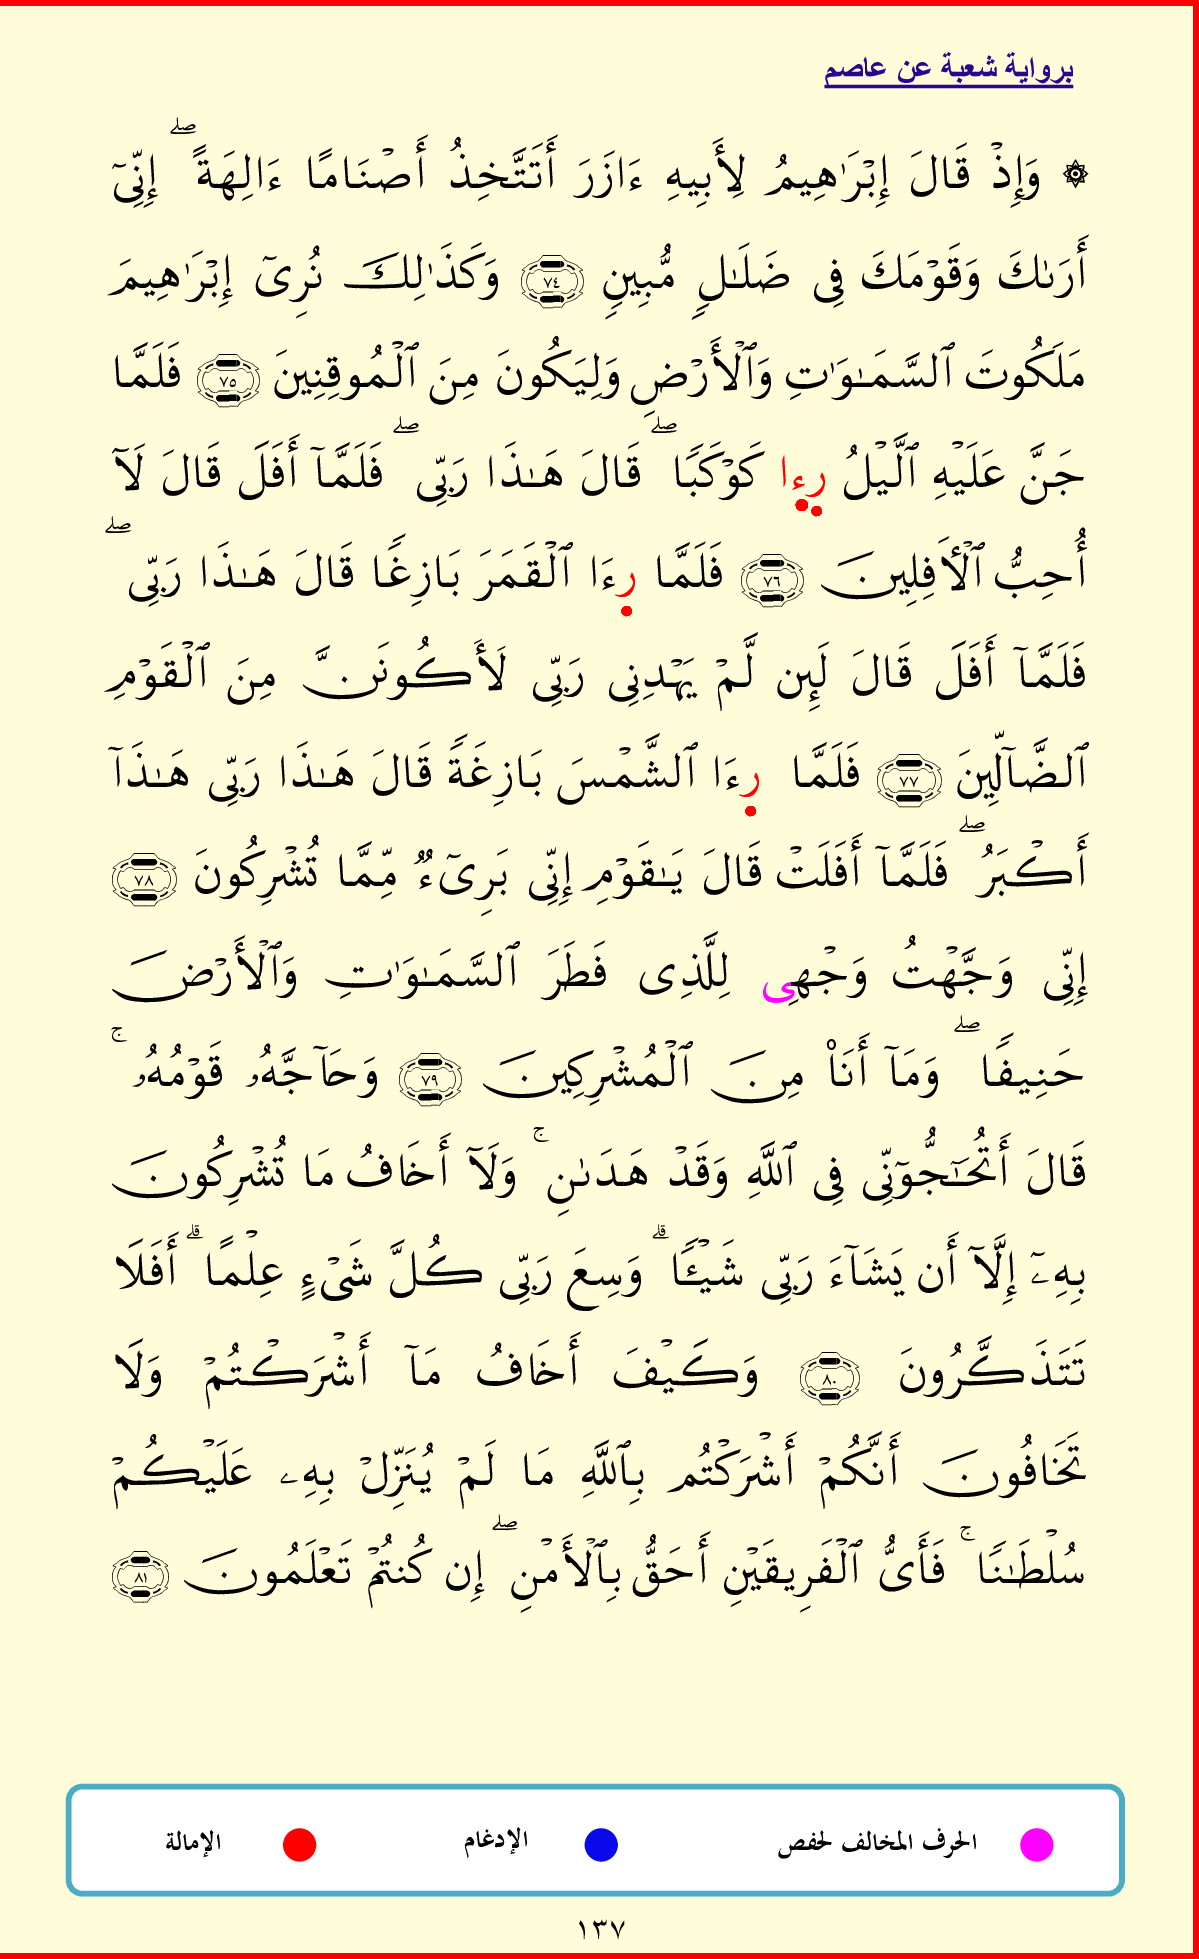 برواية شعبة عن عاصم
۞ وَإِذْ قَالَ إِبْرَٰهِيمُ لِأَبِيهِ ءَازَرَ أَتَتَّخِذُ أَصْنَامًا ءَالِهَةً ۖ إِنِّىٓ
أَرَىٰكَ وَقَوْمَكَ فِى ضَلَـٰلٍ مُّبِينٍ ٧٤ وَكَذَٰلِكَ نُرِىٓ إِبْرَٰهِيمَ
مَلَكُوتَ ٱلسَّمَـٰوَٰتِ وَٱلْأَرْضِ وَلِيَكُونَ مِنَ ٱلْمُوقِنِينَ ٧٥ فَلَمَّا
جَنَّ عَلَيْهِ ٱلَّيْلُ رِءا كَوْكَبًا ۖ قَالَ هَـٰذَا رَبِّى ۖ فَلَمَّآ أَفَلَ قَالَ لَآ
أُحِبُّ ٱلْأٓفِلِينَ ٧٦ فَلَمَّا رِءَا ٱلْقَمَرَ بَازِغًا قَالَ هَـٰذَا رَبِّى ۖ
فَلَمَّآ أَفَلَ قَالَ لَئِن لَّمْ يَهْدِنِى رَبِّى لَأَكُونَنَّ مِنَ ٱلْقَوْمِ
ٱلضَّآلِّينَ ٧٧ فَلَمَّا رِءَا ٱلشَّمْسَ بَازِغَةً قَالَ هَـٰذَا رَبِّى هَـٰذَآ
أَكْبَرُ ۖ فَلَمَّآ أَفَلَتْ قَالَ يَـٰقَوْمِ إِنِّى بَرِىٓءٌ مِّمَّا تُشْرِكُونَ ٧٨
إِنِّى وَجَّهْتُ وَجْهِى لِلَّذِى فَطَرَ ٱلسَّمَـٰوَٰتِ وَٱلْأَرْضَ
حَنِيفًا ۖ وَمَآ أَنَا۠ مِنَ ٱلْمُشْرِكِينَ ٧٩ وَحَآجَّهُۥ قَوْمُهُۥ ۚ
قَالَ أَتُحَـٰٓجُّوٓنِّى فِى ٱللَّهِ وَقَدْ هَدَىٰنِ ۚ وَلَآ أَخَافُ مَا تُشْرِكُونَ
بِهِۦٓ إِلَّآ أَن يَشَآءَ رَبِّى شَيْـًٔا ۗ وَسِعَ رَبِّى كُلَّ شَىْءٍ عِلْمًا ۗ أَفَلَا
تَتَذَكَّرُونَ ٨٠ وَكَيْفَ أَخَافُ مَآ أَشْرَكْتُمْ وَلَا
تَخَافُونَ أَنَّكُمْ أَشْرَكْتُم بِٱللَّهِ مَا لَمْ يُنَزِّلْ بِهِۦ عَلَيْكُمْ
سُلْطَـٰنًا ۚ فَأَىُّ ٱلْفَرِيقَيْنِ أَحَقُّ بِٱلْأَمْنِ ۖ إِن كُنتُمْ تَعْلَمُونَ ٨١
الحرف المخالف لحفص الإدغام الإمالة
١٣٧